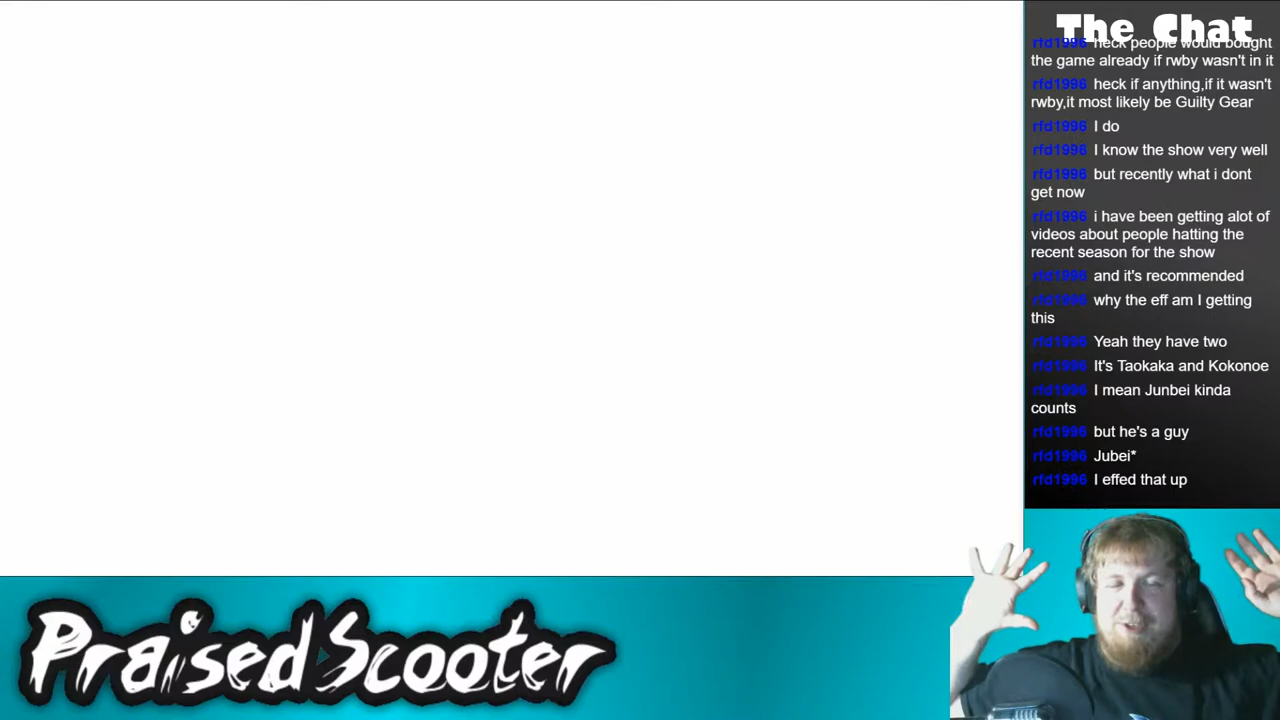 The Chat
rfd1996 heck people would bought
the game already if rwby wasn't in it
rfd1996 heck if anything,if it wasn't
rwby,it most likely be Guilty Gear
rfd1996 I do
rfd1996 I know the show very well
rfd1996 but recently what i dont
get now
rfd1996 i have been getting alot of
videos about people hatting the
recent season for the show
rfd1996 and it's recommended
rfd1996 why the eff am I getting
this
rfd1996 Yeah they have two
rfd1996 It's Taokaka and Kokonoe
rfd1996 I mean Junbei kinda
counts
rfd1996 but he's a guy
rfd1996 Jubei*
rfd1996 I effed that up
PraisedScooter